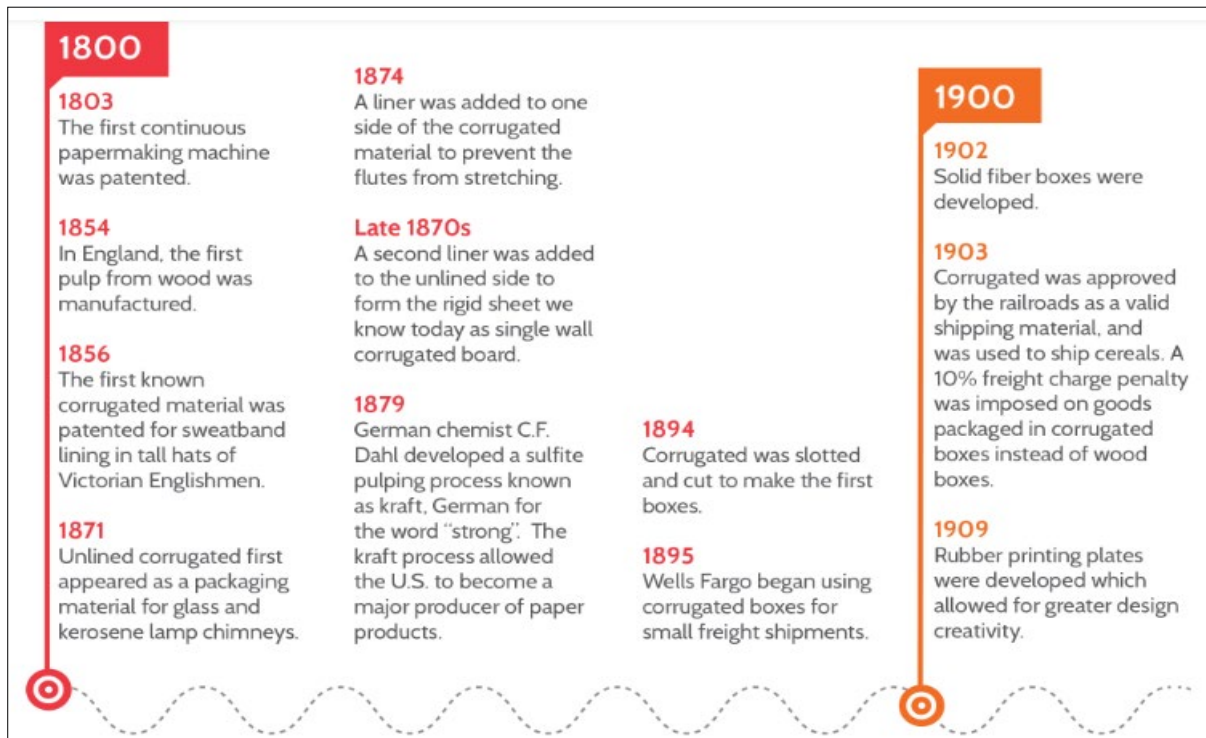 1800
1803
The first continuous
papermaking machine
was patented.
1854
In England, the first
pulp from wood was
manufactured.
1856
The first known
corrugated material was
patented for sweatband
lining in tall hats of
Victorian Englishmen.
1871
Unlined corrugated first
appeared as a packaging
material for glass and
kerosene lamp chimneys.
1874
A liner was added to one
side of the corrugated
material to prevent the
flutes from stretching.
Late 1870s
A second liner was added
to the unlined side to
form the rigid sheet we
know today as single wall
corrugated board.
1879
German chemist C.F.
Dahl developed a sulfite
pulping process known
as kraft, German for
the word “strong”. The
kraft process allowed
the U.S. to become a
major producer of paper
products.
1894
Corrugated was slotted
and cut to make the first
boxes.
1895
Wells Fargo began using
corrugated boxes for
small freight shipments.
1900
1902
Solid fiber boxes were
developed.
1903
Corrugated was approved
by the railroads as a valid
shipping material, and
was used to ship cereals. A
10% freight charge penalty
was imposed on goods
packaged in corrugated
boxes instead of wood
boxes.
1909
Rubber printing plates
were developed which
allowed for greater design
creativity.